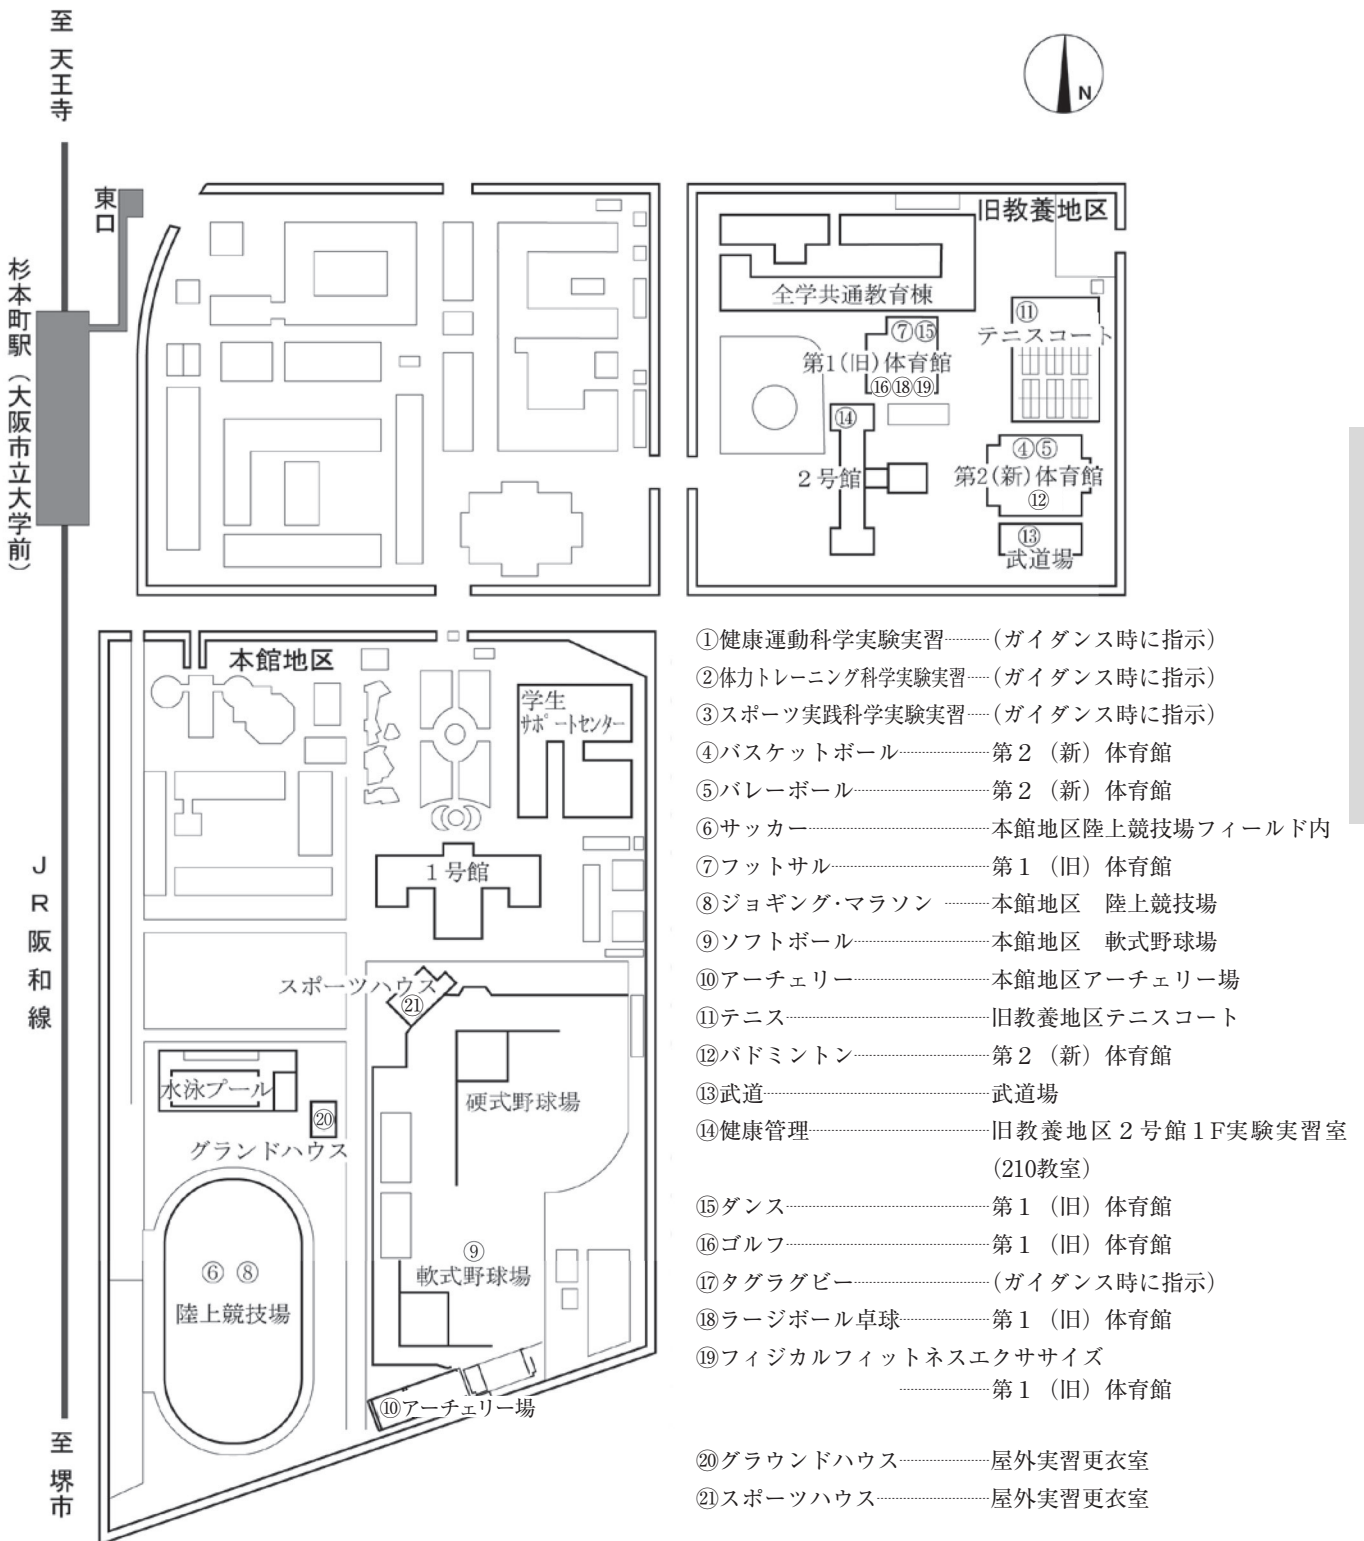 至 天王寺
N
東口
杉本町駅（大阪市立大学前）
旧教養地区
全学共通教育棟
⑪
テニスコート
⑦⑮
第1(旧)体育館
⑯⑱⑲
⑭
2号館
④⑤
第2(新)体育館
⑫
⑬
武道場
本館地区
学生
サポートセンター
1号館
JR阪和線
スポーツハウス
㉑
水泳プール
⑳
グランドハウス
硬式野球場
⑨
軟式野球場
⑥ ⑧
陸上競技場
⑩アーチェリー場
至 堺市
①健康運動科学実験実習………（ガイダンス時に指示）
②体力トレーニング科学実験実習……（ガイダンス時に指示）
③スポーツ実践科学実験実習……（ガイダンス時に指示）
④バスケットボール………………第２（新）体育館
⑤バレーボール……………………第２（新）体育館
⑥サッカー…………………………本館地区陸上競技場フィールド内
⑦フットサル………………………第１（旧）体育館
⑧ジョギング・マラソン ………本館地区　陸上競技場
⑨ソフトボール……………………本館地区　軟式野球場
⑩アーチェリー……………………本館地区アーチェリー場
⑪テニス……………………………旧教養地区テニスコート
⑫バドミントン……………………第２（新）体育館
⑬武道………………………………武道場
⑭健康管理…………………………旧教養地区２号館１F実験実習室
（210教室）
⑮ダンス……………………………第１（旧）体育館
⑯ゴルフ……………………………第１（旧）体育館
⑰タグラグビー……………………（ガイダンス時に指示）
⑱ラージボール卓球………………第１（旧）体育館
⑲フィジカルフィットネスエクササイズ
………………第１（旧）体育館
⑳グラウンドハウス………………屋外実習更衣室
㉑スポーツハウス…………………屋外実習更衣室